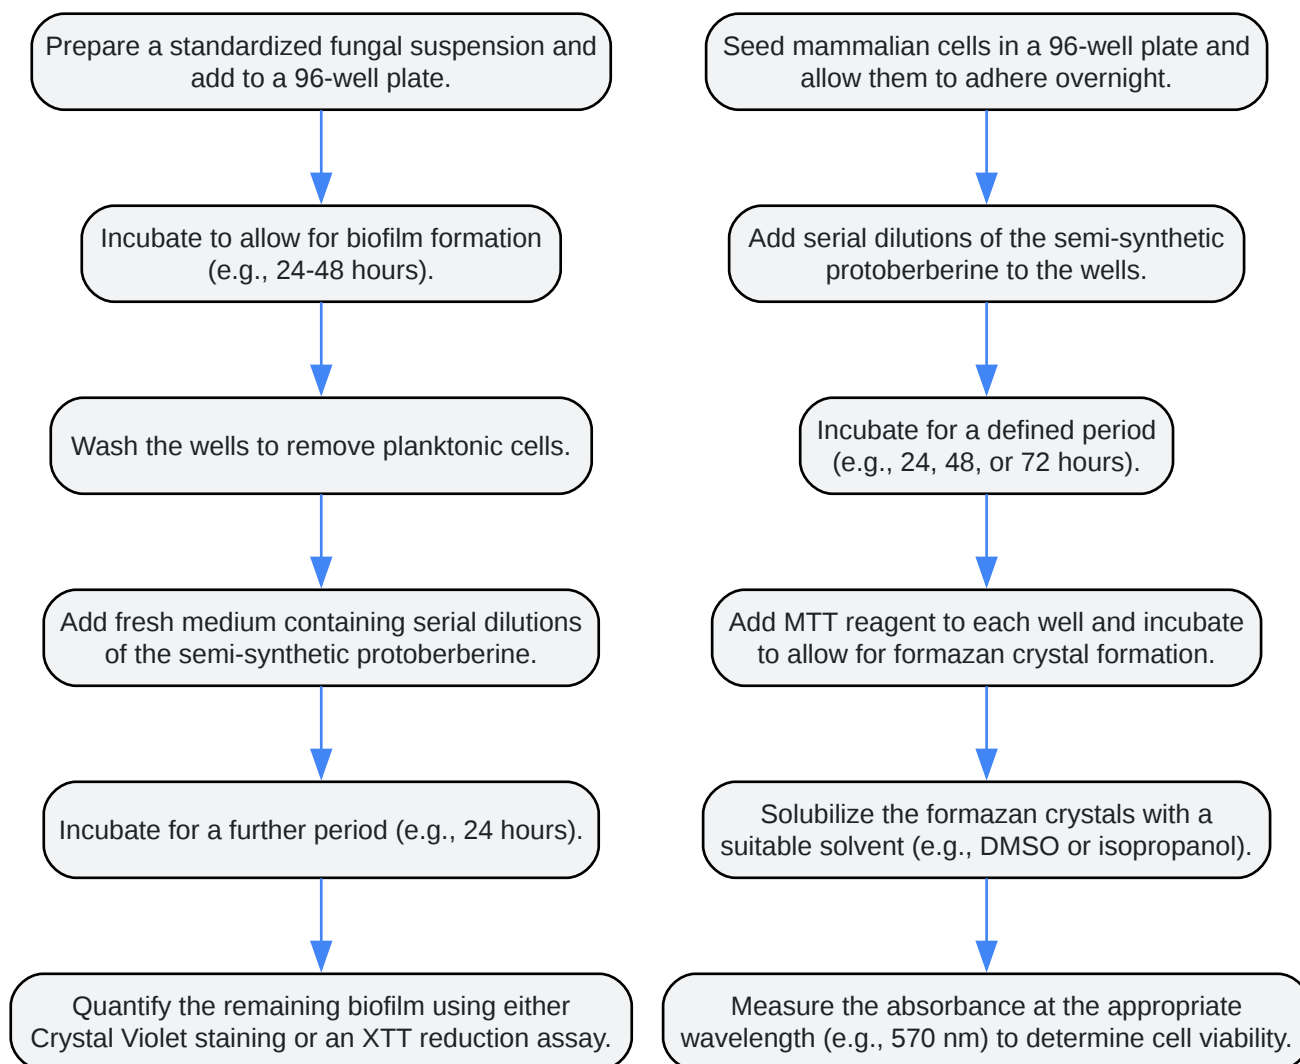 Prepare a standardized fungal suspension and
add to a 96-well plate.
Incubate to allow for biofilm formation
(e.g., 24-48 hours).
Wash the wells to remove planktonic cells.
Add fresh medium containing serial dilutions
of the semi-synthetic protoberberine.
Incubate for a further period (e.g., 24 hours).
Quantify the remaining biofilm using either
Crystal Violet staining or an XTT reduction assay.
Seed mammalian cells in a 96-well plate and
allow them to adhere overnight.
Add serial dilutions of the semi-synthetic
protoberberine to the wells.
Incubate for a defined period
(e.g., 24, 48, or 72 hours).
Add MTT reagent to each well and incubate
to allow for formazan crystal formation.
Solubilize the formazan crystals with a
suitable solvent (e.g., DMSO or isopropanol).
Measure the absorbance at the appropriate
wavelength (e.g., 570 nm) to determine cell viability.